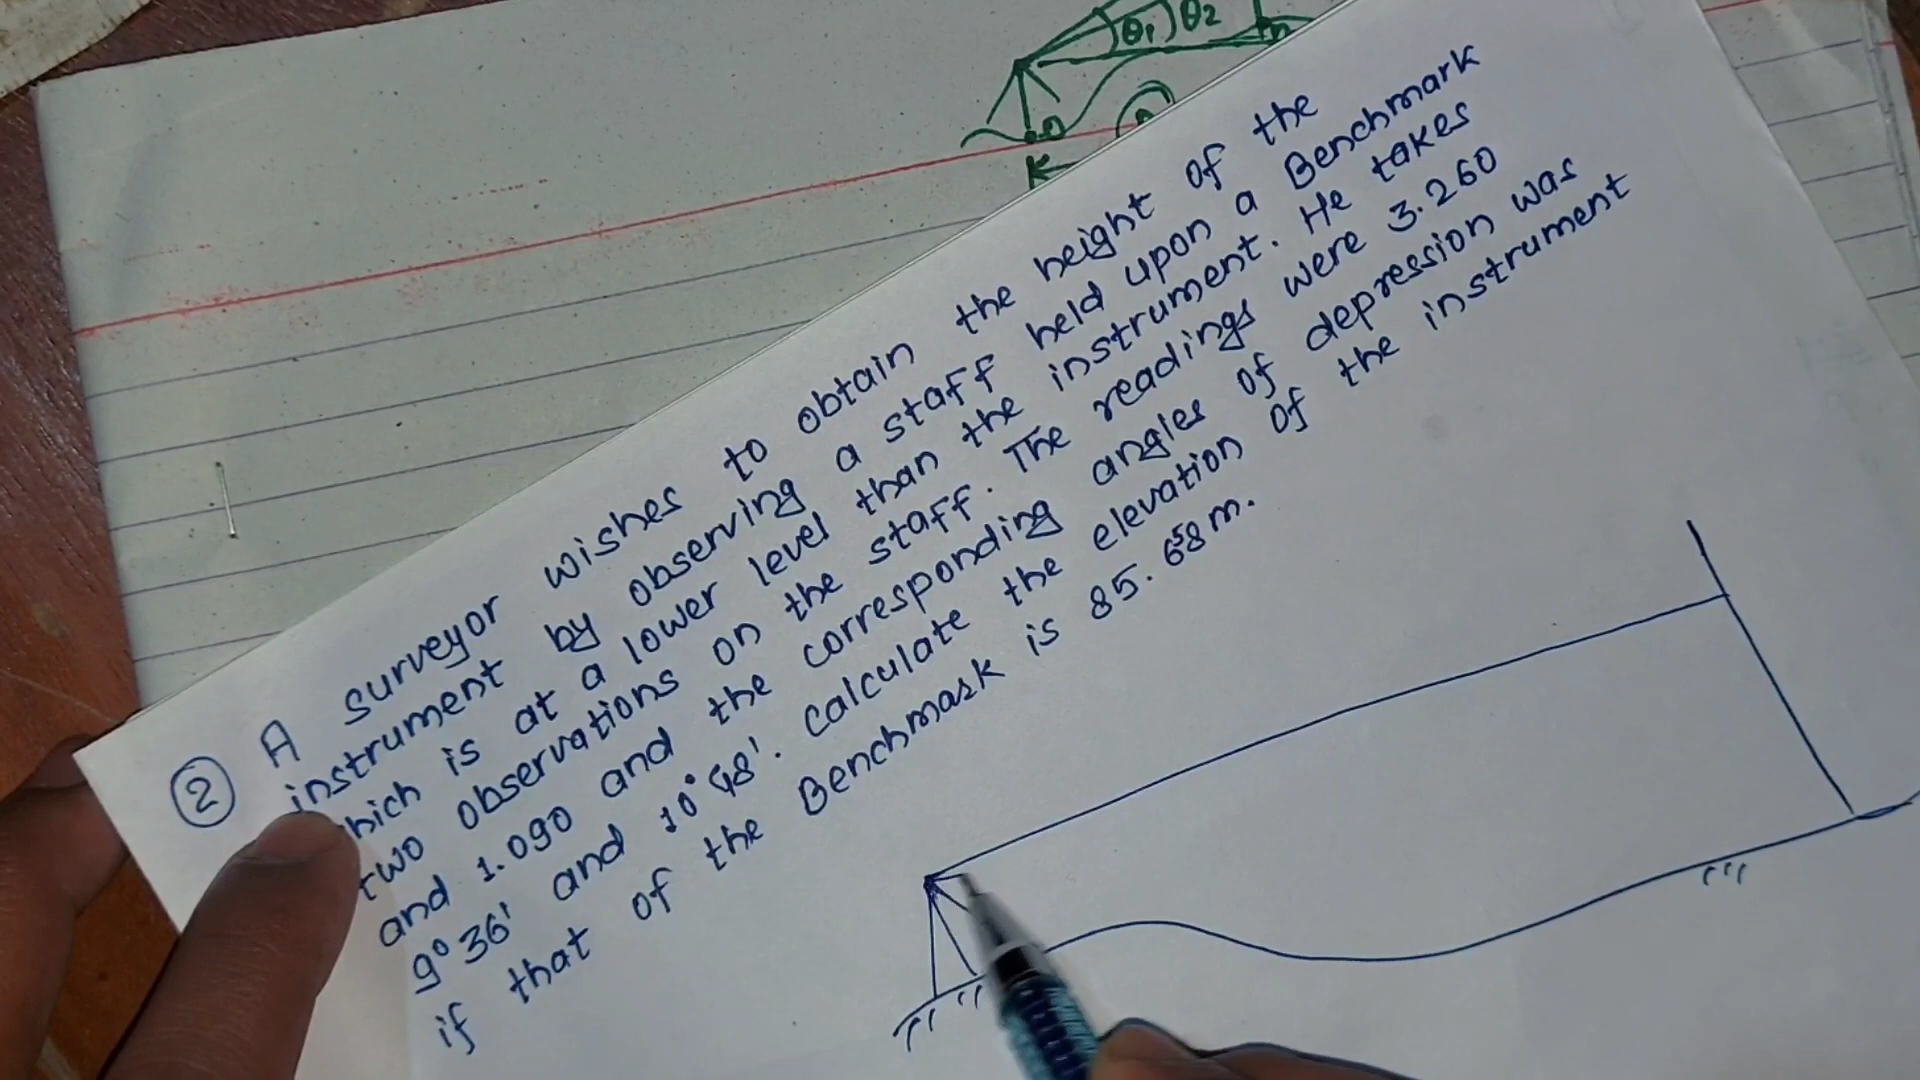 θ1 θ2
② A surveyor wishes to obtain the height of the
instrument by observing a staff held upon a Benchmark
hich is at a lower level than the instrument. He takes
two observations on the staff. The readings were 3.260
and 1.090 and the corresponding angles of depression was
9° 36' and 10° 48'. calculate the elevation of the instrument
if that of the Benchmark is 85.658 m.